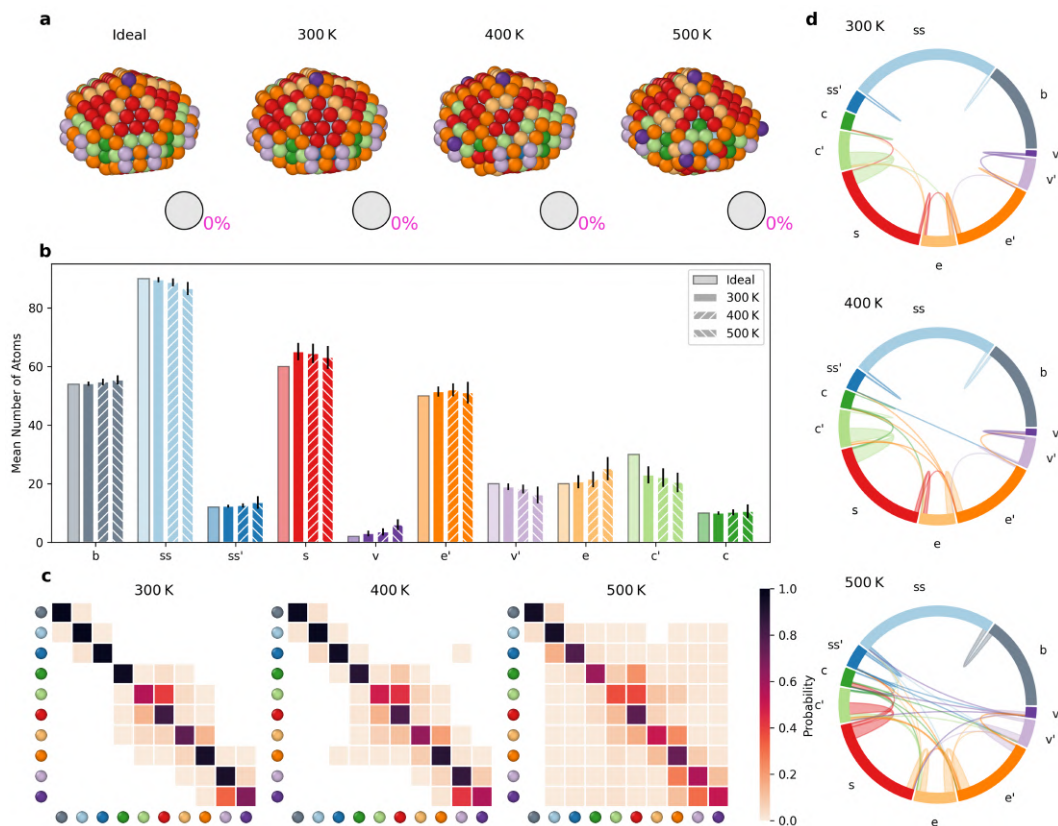 a
Ideal
300 K
400 K
500 K
0%
0%
0%
0%
b
Mean Number of Atoms
80
60
40
20
0
Ideal
300 K
400 K
500 K
b
ss
ss'
s
v
e'
v'
e
c'
c
c
300 K
400 K
500 K
1.0
0.8
0.6
0.4
0.2
0.0
Probability
d
300 K
ss
b
ss'
c
c'
v
v'
s
e'
e
400 K
ss
b
ss'
c
c'
v
v'
s
e'
e
500 K
ss
b
ss'
c
c'
v
v'
s
e'
e